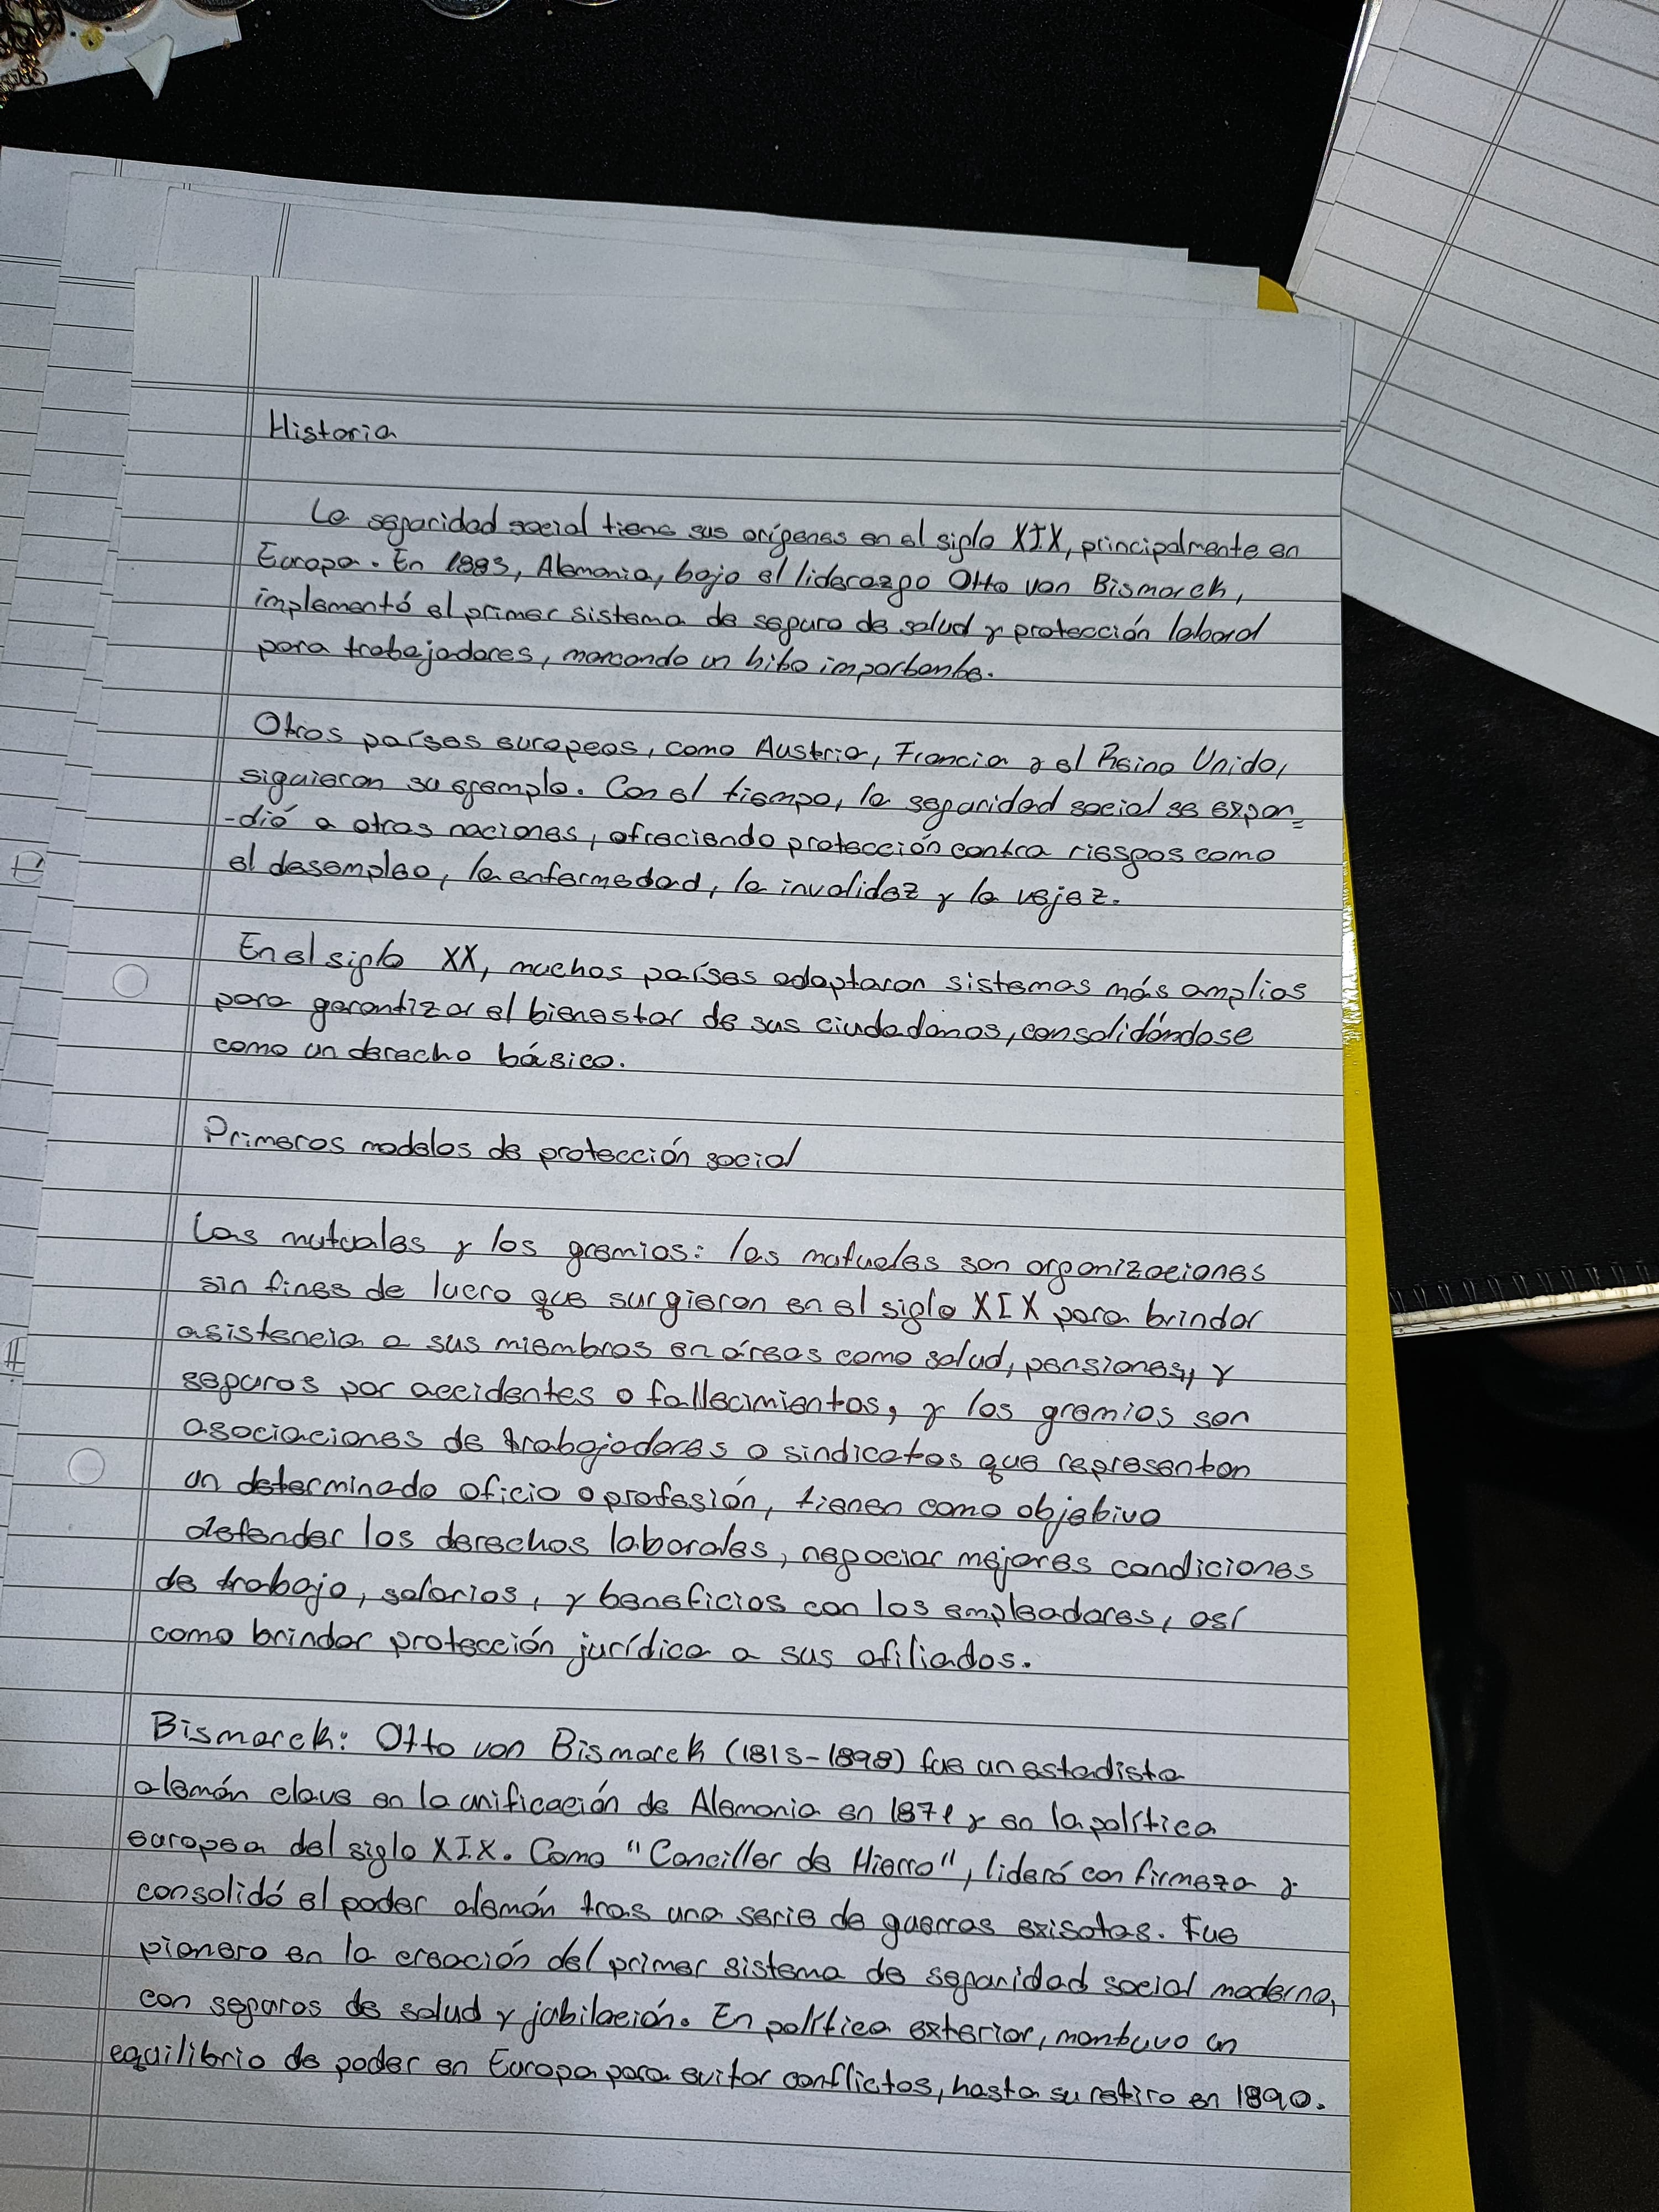 Historia
La seguridad social tiene sus orígenes en el siglo XIX, principalmente en
Europa. En 1883, Alemania, bajo el liderazgo Otto von Bismarck,
implementó el primer sistema de seguro de salud y protección laboral
para trabajadores, marcando un hito importante.
Otros países europeos, como Austria, Francia y el Reino Unido,
siguieron su ejemplo. Con el tiempo, la seguridad social se expan=
-dió a otras naciones, ofreciendo protección contra riesgos como
el desempleo, la enfermedad, la invalidez y la vejez.
En el siglo XX, muchos países adoptaron sistemas más amplios
para garantizar el bienestar de sus ciudadanos, consolidándose
como un derecho básico.
Primeros modelos de protección social
Las mutuales y los gremios: las mutuales son organizaciones
sin fines de lucro que surgieron en el siglo XIX para brindar
asistencia a sus miembros en áreas como salud, pensiones, y
seguros por accidentes o fallecimientos, y los gremios son
asociaciones de trabajadores o sindicatos que representan
un determinado oficio o profesión, tienen como objetivo
defender los derechos laborales, negociar mejores condiciones
de trabajo, salarios, y beneficios con los empleadores, así
como brindar protección jurídica a sus afiliados.
Bismarck: Otto von Bismarck (1815-1898) fue un estadista
alemán clave en la unificación de Alemania en 1871 y en la política
europea del siglo XIX. Como "Canciller de Hierro", lideró con firmeza y
consolidó el poder alemán tras una serie de guerras exisotas. Fue
pionero en la creación del primer sistema de seguridad social moderno,
con seguros de salud y jubilación. En política exterior, mantuvo un
equilibrio de poder en Europa para evitar conflictos, hasta su retiro en 1890.